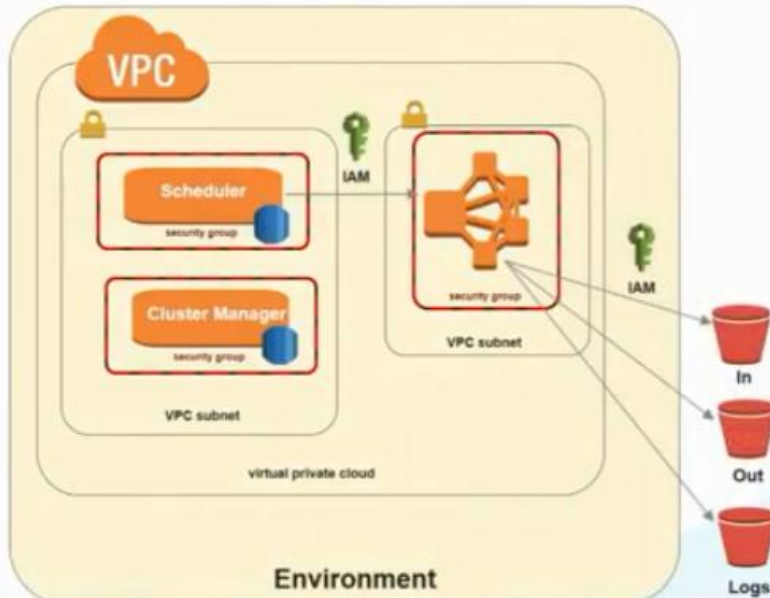 VPC
Scheduler
security group
Cluster Manager
security group
VPC subnet
IAM
security group
VPC subnet
IAM
In
Out
Logs
virtual private cloud
Environment